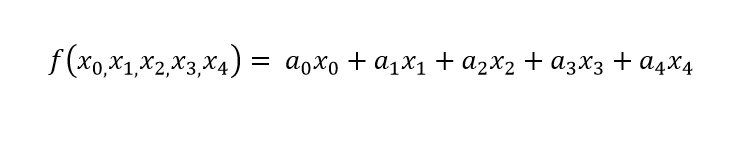 f(x₀,x₁,x₂,x₃,x₄) = a₀x₀ + a₁x₁ + a₂x₂ + a₃x₃ + a₄x₄